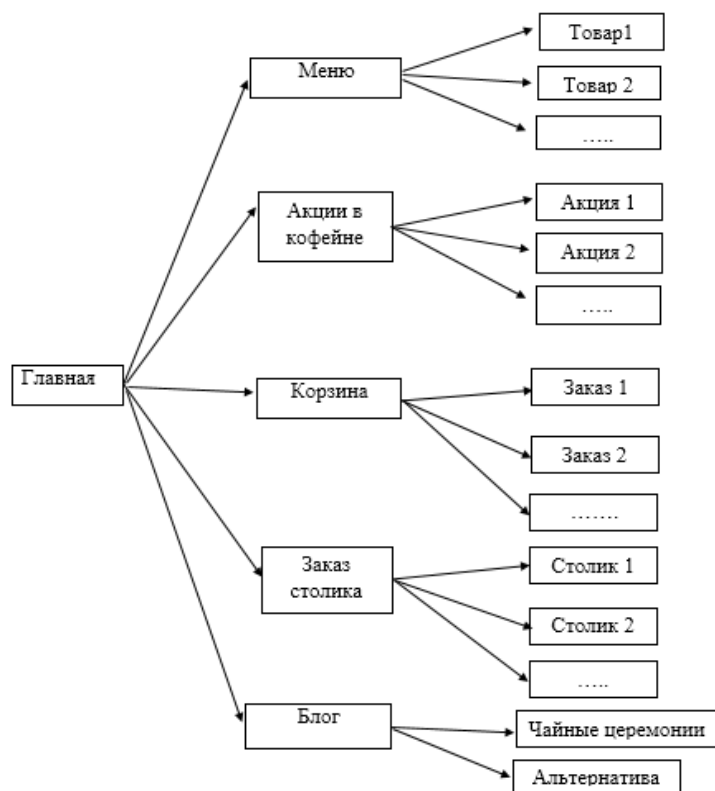 Главная
Меню
Товар1
Товар 2
…..
Акции в
кофейне
Акция 1
Акция 2
…..
Корзина
Заказ 1
Заказ 2
…….
Заказ
столика
Столик 1
Столик 2
…..
Блог
Чайные церемонии
Альтернатива